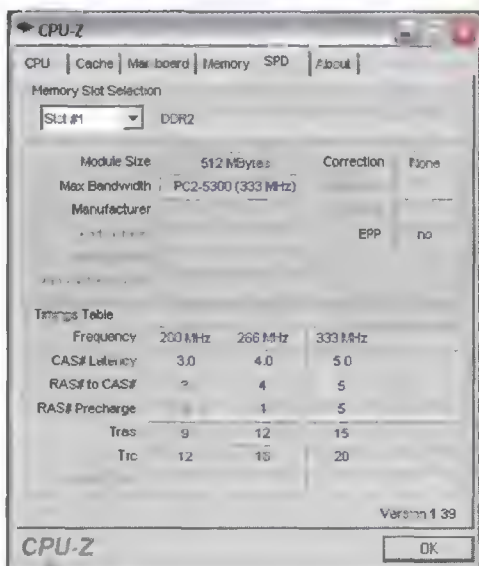 CPU-Z
CPU Cache Mainboard Memory SPD About
Memory Slot Selection
Slot #1 DDR2
Module Size 512 MBytes Correction None
Max Bandwidth PC2-5300 (333 MHz)
Manufacturer
EPP no
Timings Table
Frequency 200 MHz 266 MHz 333 MHz
CAS# Latency 3.0 4.0 5.0
RAS# to CAS# 4 5
RAS# Precharge 5
Tras 9 12 15
Trc 12 16 20
Version 1.39
CPU-Z OK